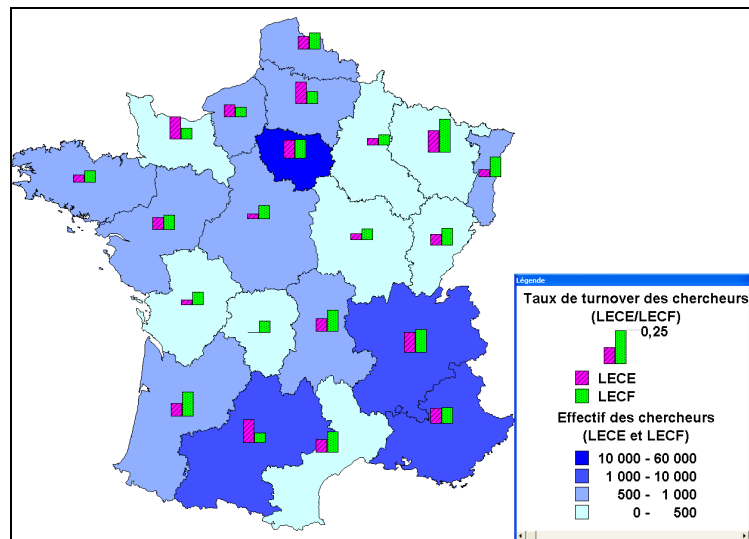 Légende
Taux de turnover des chercheurs
(LECE/LECF)
0,25
LECE
LECF
Effectif des chercheurs
(LECE et LECF)
10 000 - 60 000
1 000 - 10 000
500 - 1 000
0 - 500